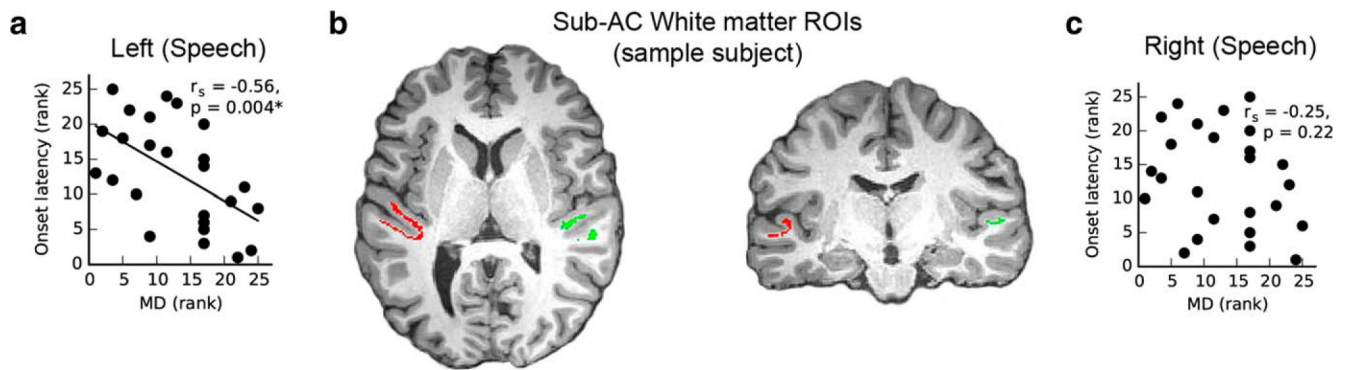 a
Left (Speech)
rs = -0.56,
p = 0.004*
Onset latency (rank)
25
20
15
10
5
0
0 5 10 15 20 25
MD (rank)
b
Sub-AC White matter ROIs
(sample subject)
c
Right (Speech)
rs = -0.25,
p = 0.22
Onset latency (rank)
25
20
15
10
5
0
0 5 10 15 20 25
MD (rank)